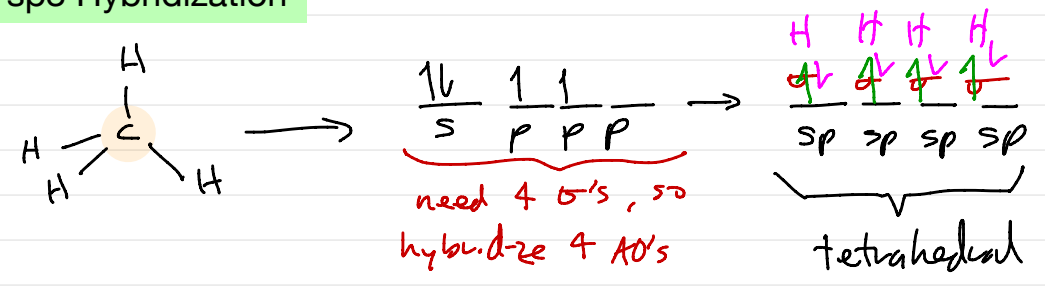 sp3 Hybridization
H
C
H
H
H
1l 1 1
s p p p
need 4 σ's, so
hybridize 4 AO's
H H H H
σ σ σ σ
sp sp sp sp
tetrahedral